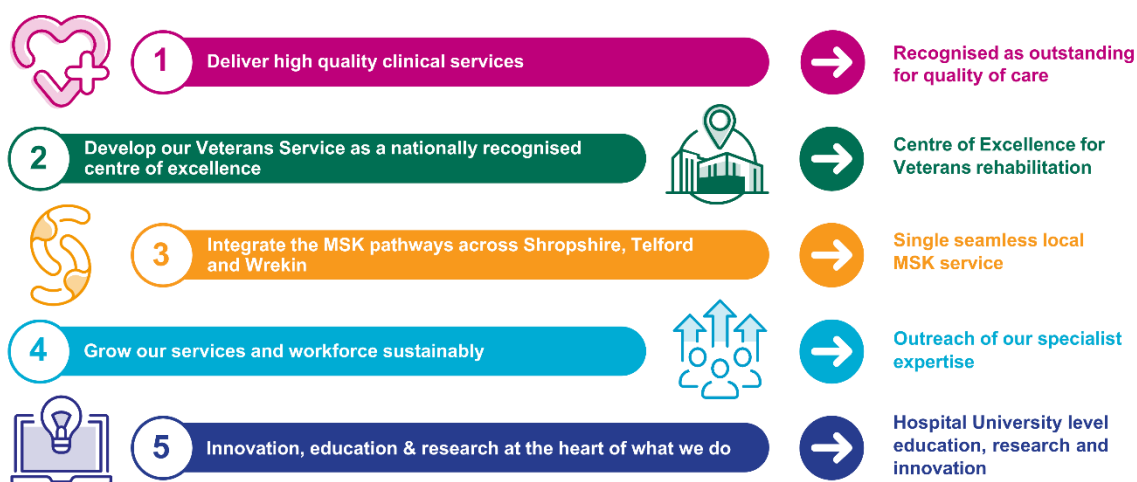 1
Deliver high quality clinical services
Recognised as outstanding
for quality of care
2
Develop our Veterans Service as a nationally recognised
centre of excellence
Centre of Excellence for
Veterans rehabilitation
3
Integrate the MSK pathways across Shropshire, Telford
and Wrekin
Single seamless local
MSK service
4
Grow our services and workforce sustainably
Outreach of our specialist
expertise
5
Innovation, education & research at the heart of what we do
Hospital University level
education, research and
innovation